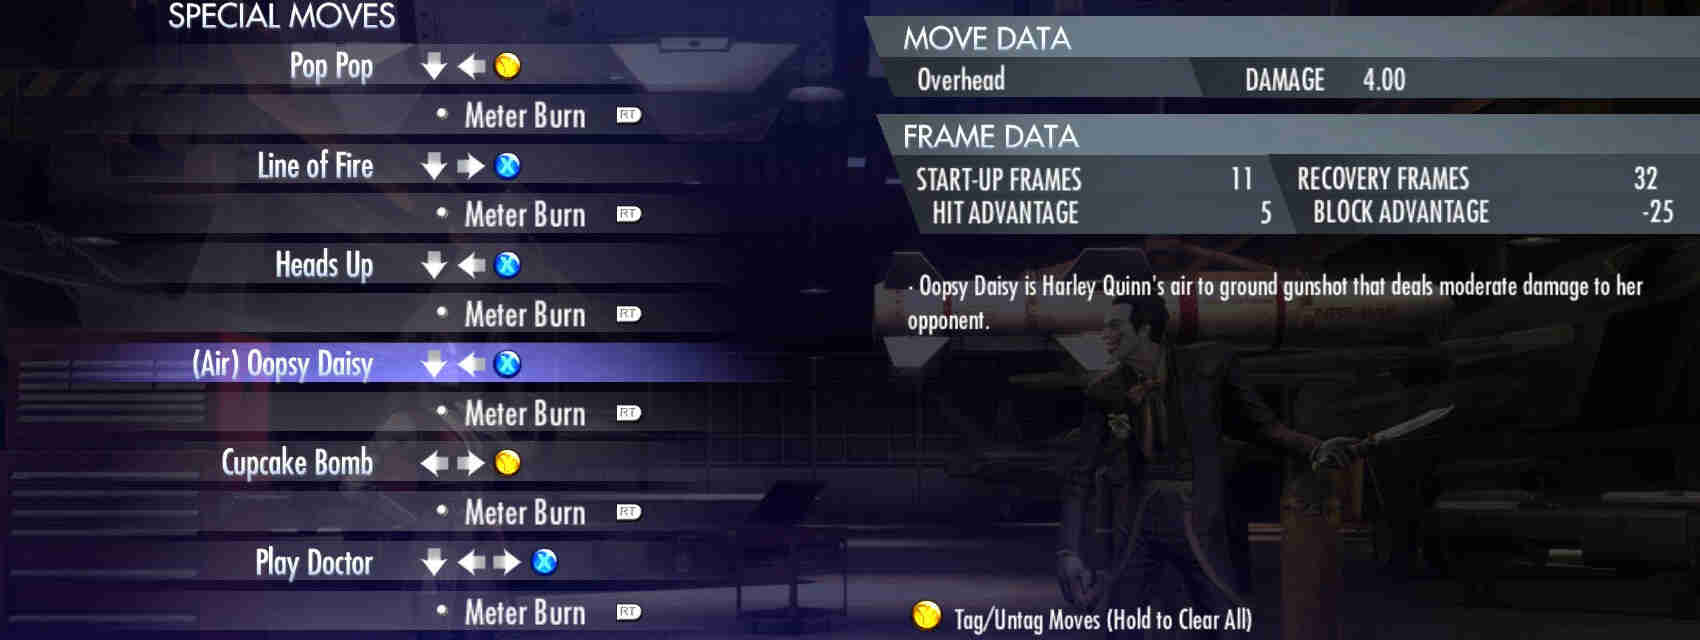 SPECIAL MOVES
Pop Pop Y
Meter Burn RT
Line of Fire X
Meter Burn RT
Heads Up X
Meter Burn RT
(Air) Oopsy Daisy X
Meter Burn RT
Cupcake Bomb Y
Meter Burn RT
Play Doctor X
Meter Burn RT
MOVE DATA
Overhead DAMAGE 4.00
FRAME DATA
START-UP FRAMES 11 RECOVERY FRAMES 32
HIT ADVANTAGE 5 BLOCK ADVANTAGE -25
· Oopsy Daisy is Harley Quinn's air to ground gunshot that deals moderate damage to her
opponent.
Y Tag/Untag Moves (Hold to Clear All)